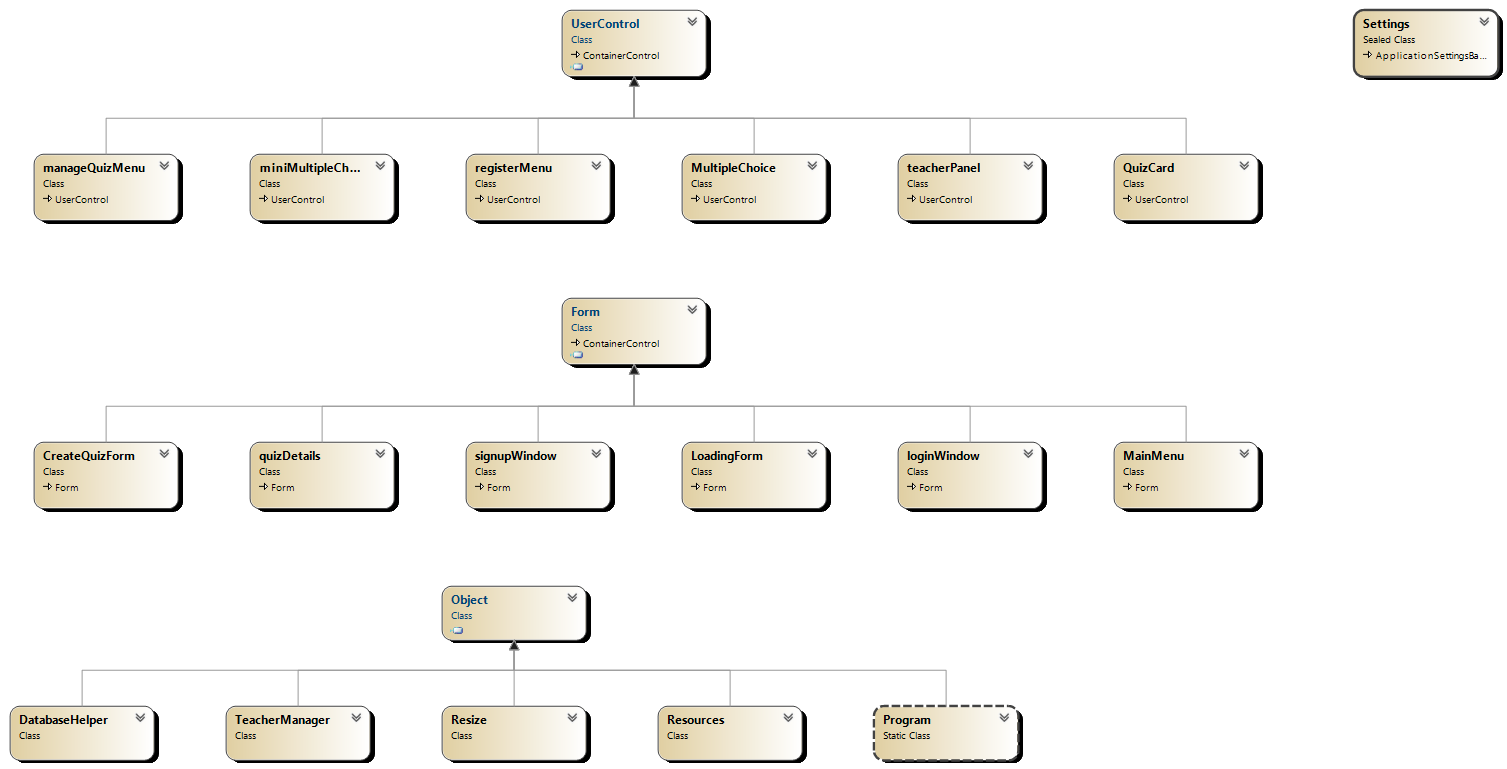 UserControl
Class
ContainerControl
Settings
Sealed Class
ApplicationSettingsBa...
manageQuizMenu
Class
UserControl
miniMultipleCh...
Class
UserControl
registerMenu
Class
UserControl
MultipleChoice
Class
UserControl
teacherPanel
Class
UserControl
QuizCard
Class
UserControl
Form
Class
ContainerControl
CreateQuizForm
Class
Form
quizDetails
Class
Form
signupWindow
Class
Form
LoadingForm
Class
Form
loginWindow
Class
Form
MainMenu
Class
Form
Object
Class
DatabaseHelper
Class
TeacherManager
Class
Resize
Class
Resources
Class
Program
Static Class